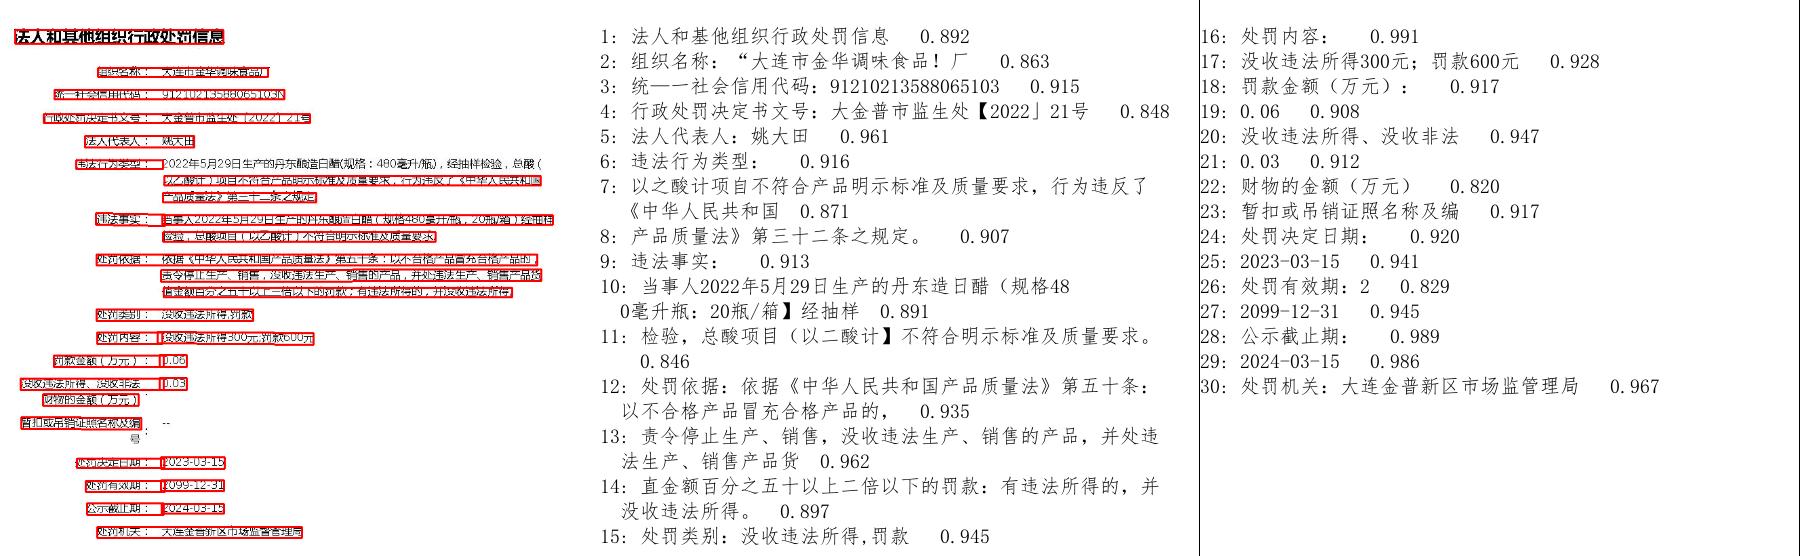 法人和其他组织行政处罚信息
组织名称： 大连市金华调味食品厂
统一社会信用代码： 91210213588065103N
行政处罚决定书文号： 大金普市监生处〔2022〕21号
法人代表人： 姚大田
违法行为类型： 2022年5月29日生产的丹东酿造白醋(规格：480毫升/瓶)，经抽样检验，总酸（
以乙酸计）项目不符合产品明示标准及质量要求，行为违反了《中华人民共和国
产品质量法》第三十二条之规定
违法事实： 当事人2022年5月29日生产的丹东酿造白醋（规格480毫升/瓶，20瓶/箱）经抽样
检验，总酸项目（以乙酸计）不符合明示标准及质量要求
处罚依据： 依据《中华人民共和国产品质量法》第五十条：以不合格产品冒充合格产品的，
责令停止生产、销售，没收违法生产、销售的产品，并处违法生产、销售产品货
值金额百分之五十以上三倍以下的罚款；有违法所得的，并没收违法所得
处罚类别： 没收违法所得,罚款
处罚内容： 没收违法所得300元;罚款600元
罚款金额（万元）： 0.06
没收违法所得、没收非法 0.03
财物的金额（万元）
：
暂扣或吊销证照名称及编 --
号 ：
处罚决定日期： 2023-03-15
处罚有效期： 2099-12-31
公示截止期： 2024-03-15
处罚机关： 大连金普新区市场监督管理局
1: 法人和基他组织行政处罚信息 0.892
2: 组织名称: “大连市金华调味食品! 厂 0.863
3: 统—一社会信用代码: 91210213588065103 0.915
4: 行政处罚决定书文号: 大金普市监生处【2022」21号 0.848
5: 法人代表人: 姚大田 0.961
6: 违法行为类型: 0.916
7: 以之酸计项自不符合产品明示标准及质量要求, 行为违反了
《中华人民共和国 0.871
8: 产品质量法》第三十二条之规定。 0.907
9: 违法事实: 0.913
10: 当事人2022年5月29日生产的丹东造日醋（规格48
0毫升瓶: 20瓶/箱】经抽样 0.891
11: 检验, 总酸项目（以二酸计】不符合明示标准及质量要求。
0.846
12: 处罚依据: 依据《中华人民共和国产品质量法》第五十条:
以不合格产品冒充合格产品的, 0.935
13: 责令停止生产、销售, 没收违法生产、销售的产品, 并处违
法生产、销售产品货 0.962
14: 直金额百分之五十以上二倍以下的罚款: 有违法所得的, 并
没收违法所得。 0.897
15: 处罚类别: 没收违法所得,罚款 0.945
16: 处罚内容: 0.991
17: 没收违法所得300元; 罚款600元 0.928
18: 罚款金额（万元）: 0.917
19: 0.06 0.908
20: 没收违法所得、没收非法 0.947
21: 0.03 0.912
22: 财物的金额（万元） 0.820
23: 暂扣或吊销证照名称及编 0.917
24: 处罚决定日期: 0.920
25: 2023-03-15 0.941
26: 处罚有效期: 2 0.829
27: 2099-12-31 0.945
28: 公示截止期: 0.989
29: 2024-03-15 0.986
30: 处罚机关: 大连金普新区市场监管理局 0.967